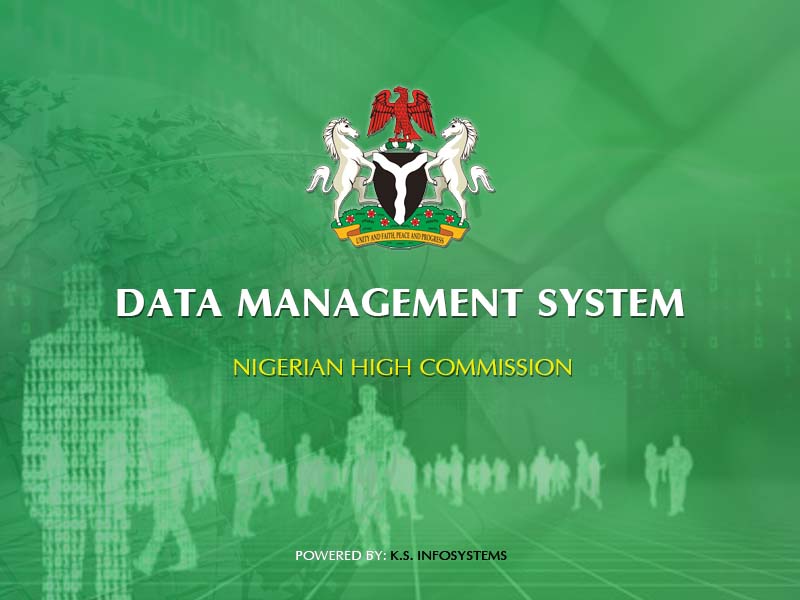 UNITY AND FAITH, PEACE AND PROGRESS
DATA MANAGEMENT SYSTEM
NIGERIAN HIGH COMMISSION
POWERED BY: K.S. INFOSYSTEMS